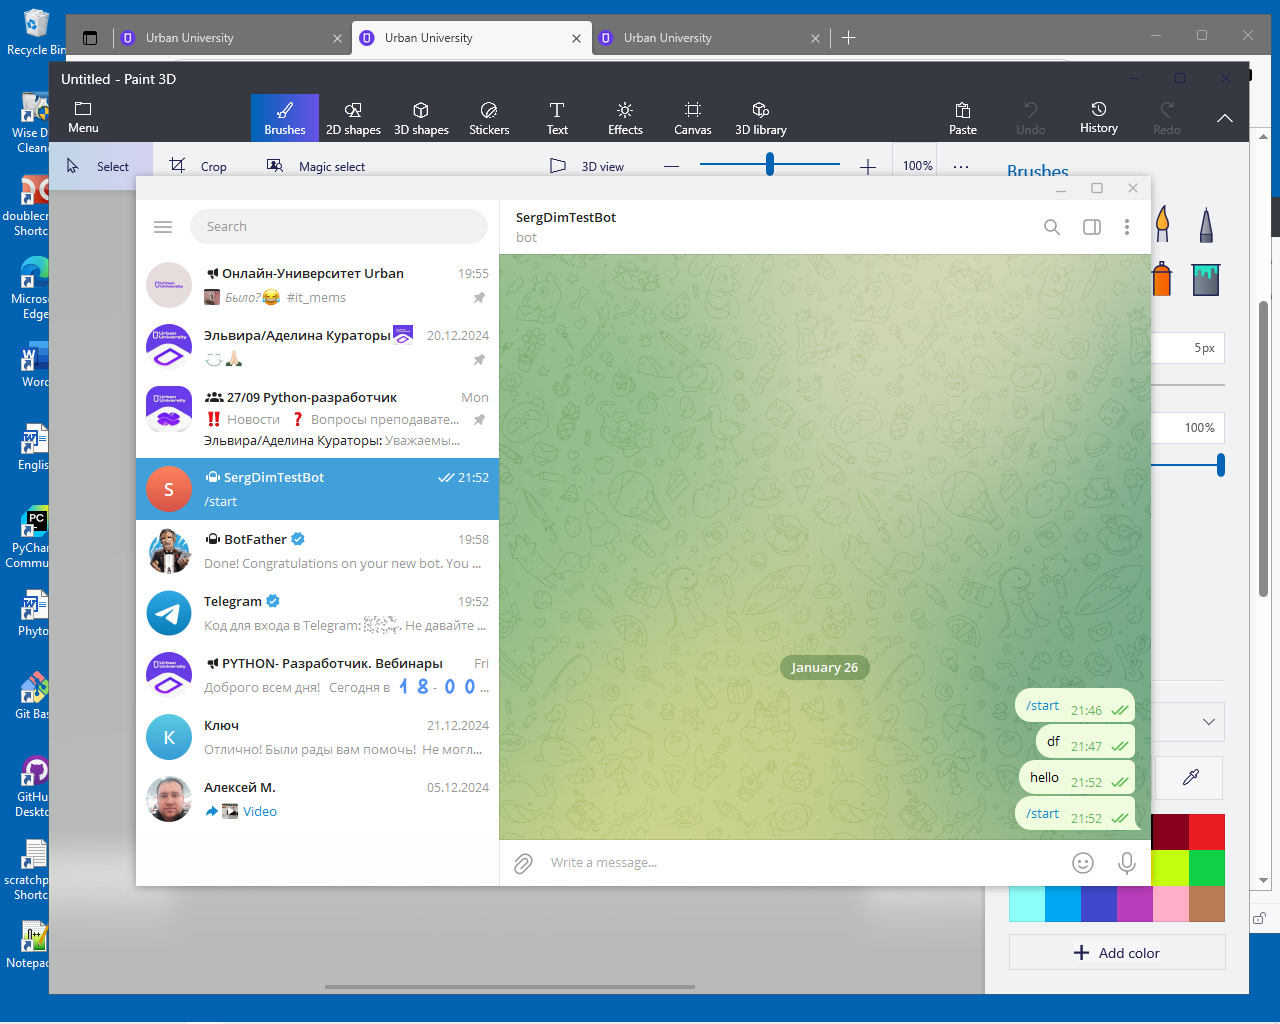 Recycle Bin
Wise D
Clean
doublecr
Shortc
Micros
Edge
Word
Englis
PyChar
Commu
Phyto
Git Bas
GitHu
Deskto
scratchp
Shortc
Notepa
Urban University
Urban University
Urban University
Untitled - Paint 3D
Menu
Brushes
2D shapes
3D shapes
Stickers
Text
Effects
Canvas
3D library
Paste
Undo
History
Redo
Select
Crop
Magic select
3D view
100%
Brushes
5px
100%
Add color
Search
Онлайн-Университет Urban 19:55
Было? #it_mems
Эльвира/Аделина Кураторы 20.12.2024
27/09 Python-разработчик Mon
Новости Вопросы преподавате...
Эльвира/Аделина Кураторы: Уважаемы...
S
SergDimTestBot 21:52
/start
BotFather 19:58
Done! Congratulations on your new bot. You ...
Telegram 19:52
Код для входа в Telegram: . Не давайте ...
PYTHON- Разработчик. Вебинары Fri
Доброго всем дня! Сегодня в 18-00 ...
К
Ключ 21.12.2024
Отлично! Были рады вам помочь! Не могл...
Алексей М. 05.12.2024
Video
SergDimTestBot
bot
January 26
/start 21:46
df 21:47
hello 21:52
/start 21:52
Write a message...